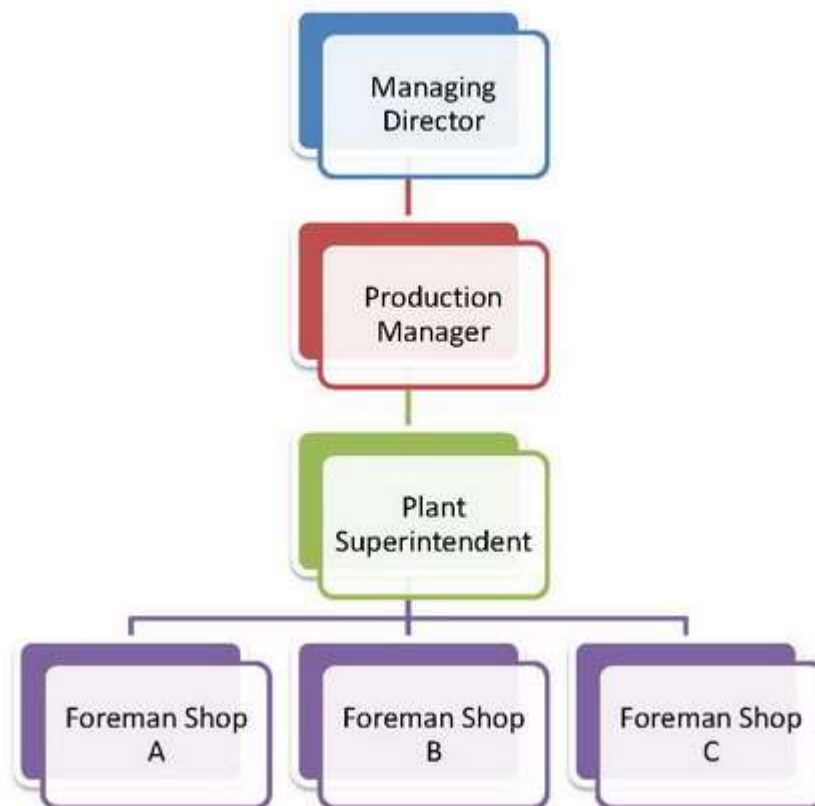 Managing
Director
Production
Manager
Plant
Superintendent
Foreman Shop
A
Foreman Shop
B
Foreman Shop
C